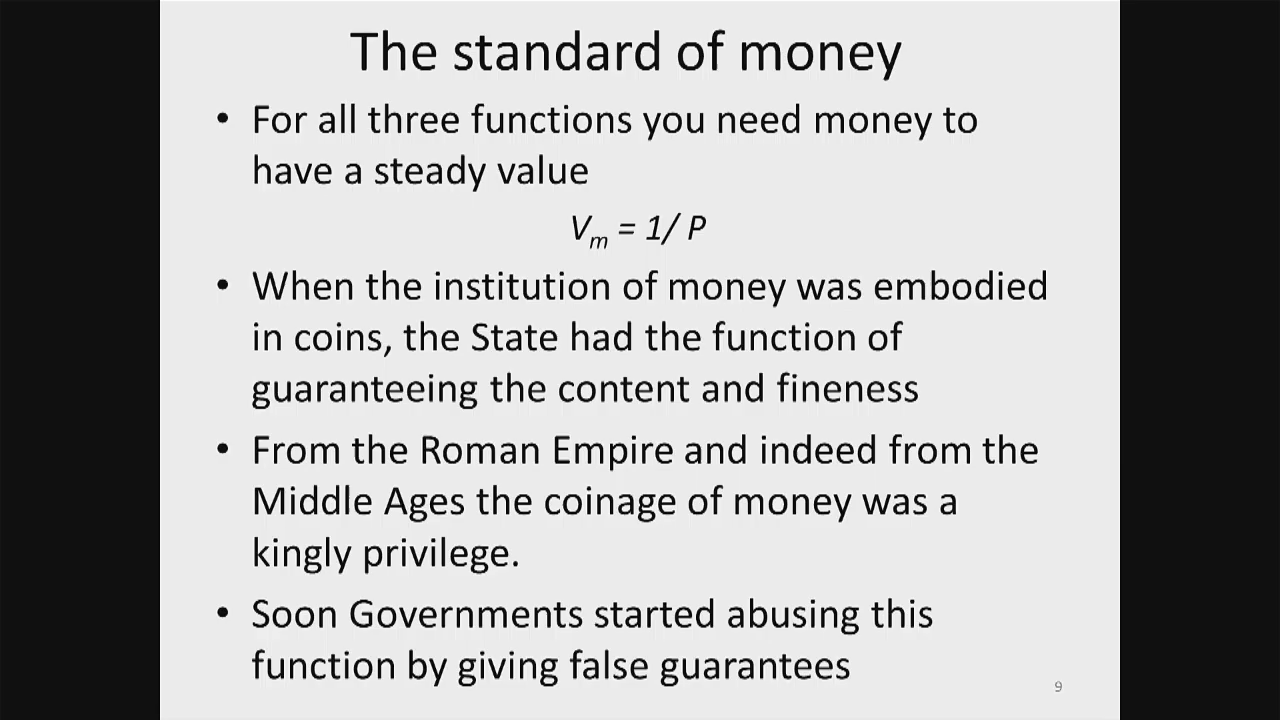 The standard of money
• For all three functions you need money to
have a steady value
Vm = 1/ P
• When the institution of money was embodied
in coins, the State had the function of
guaranteeing the content and fineness
• From the Roman Empire and indeed from the
Middle Ages the coinage of money was a
kingly privilege.
• Soon Governments started abusing this
function by giving false guarantees
9